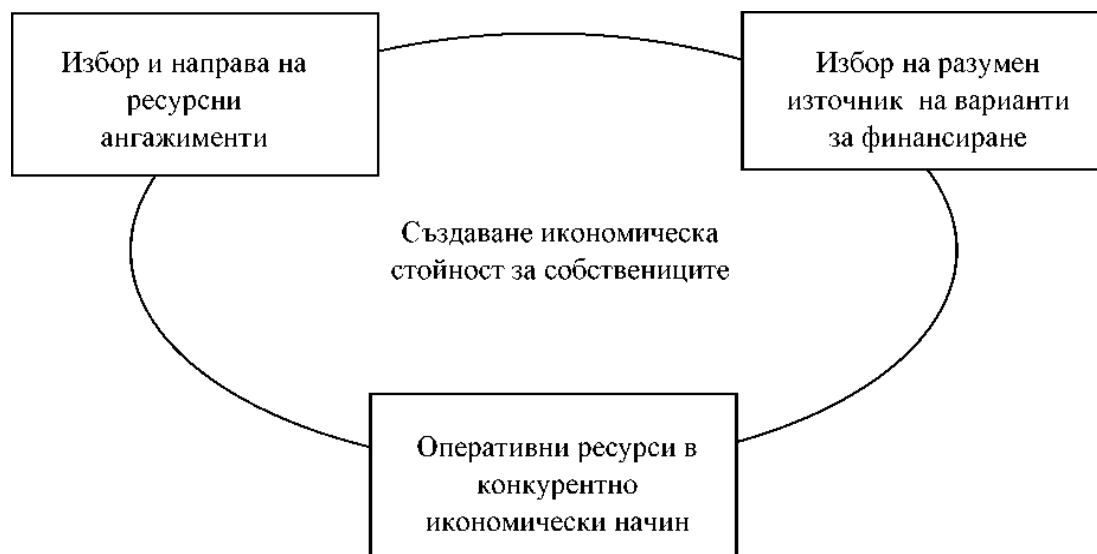 Избор и направа на
ресурсни
ангажименти
Избор на разумен
източник на варианти
за финансиране
Създаване икономическа
стойност за собствениците
Оперативни ресурси в
конкурентно
икономически начин